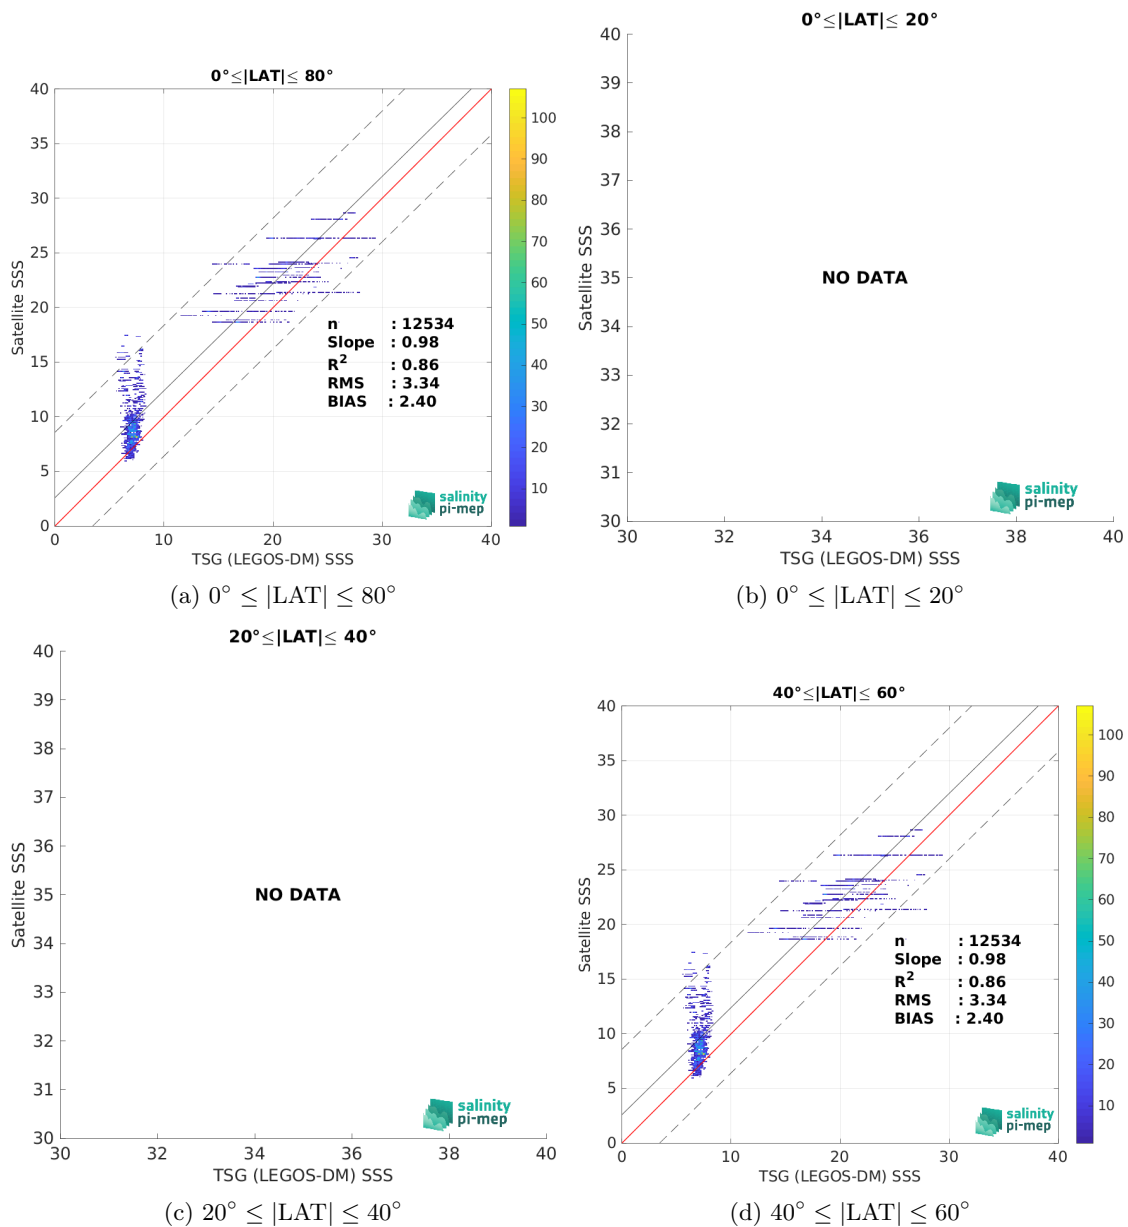 0°≤|LAT|≤ 80°
40
35
30
25
20
15
10
5
0
0
10
20
30
40
Satellite SSS
TSG (LEGOS-DM) SSS
n : 12534
Slope : 0.98
R² : 0.86
RMS : 3.34
BIAS : 2.40
100
90
80
70
60
50
40
30
20
10
salinity
pi-mep
(a) 0° ≤ |LAT| ≤ 80°
0°≤|LAT|≤ 20°
40
39
38
37
36
35
34
33
32
31
30
30
32
34
36
38
40
Satellite SSS
TSG (LEGOS-DM) SSS
NO DATA
salinity
pi-mep
(b) 0° ≤ |LAT| ≤ 20°
20°≤|LAT|≤ 40°
40
39
38
37
36
35
34
33
32
31
30
30
32
34
36
38
40
Satellite SSS
TSG (LEGOS-DM) SSS
NO DATA
salinity
pi-mep
(c) 20° ≤ |LAT| ≤ 40°
40°≤|LAT|≤ 60°
40
35
30
25
20
15
10
5
0
0
10
20
30
40
Satellite SSS
TSG (LEGOS-DM) SSS
n : 12534
Slope : 0.98
R² : 0.86
RMS : 3.34
BIAS : 2.40
100
90
80
70
60
50
40
30
20
10
salinity
pi-mep
(d) 40° ≤ |LAT| ≤ 60°